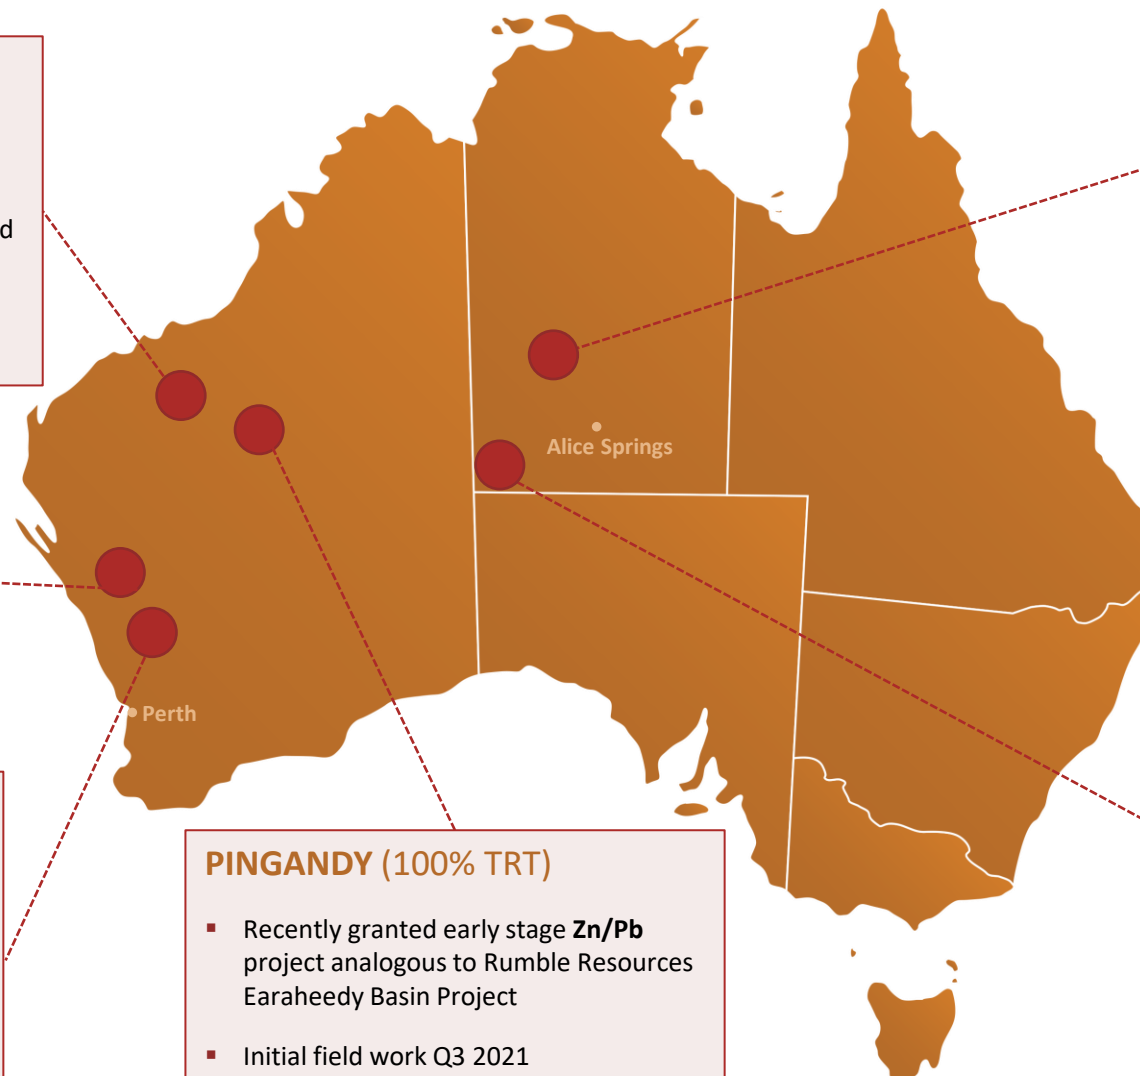 d
Alice Springs
Perth
PINGANDY (100% TRT)
▪ Recently granted early stage Zn/Pb
project analogous to Rumble Resources
Earaheedy Basin Project
▪ Initial field work Q3 2021